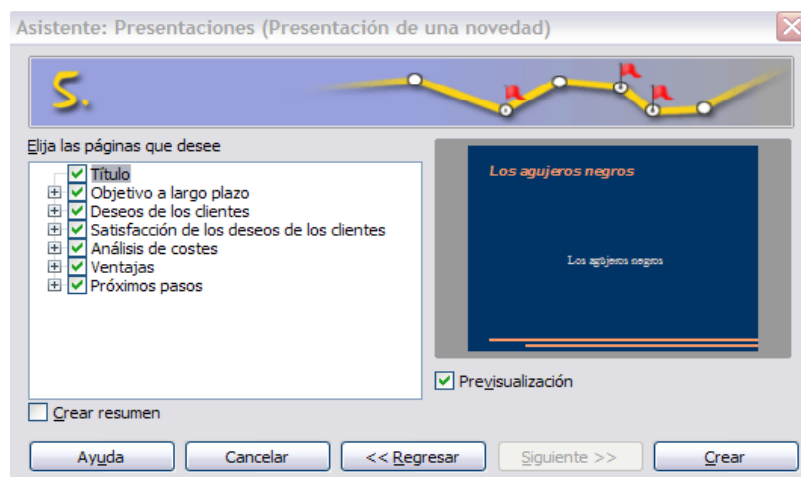 Asistente: Presentaciones (Presentación de una novedad)
5.
Elija las páginas que desee
Título
Objetivo a largo plazo
Deseos de los clientes
Satisfacción de los deseos de los clientes
Análisis de costes
Ventajas
Próximos pasos
Los agujeros negros
Los agujeros negros
Previsualización
Crear resumen
Ayuda Cancelar << Regresar Siguiente >> Crear